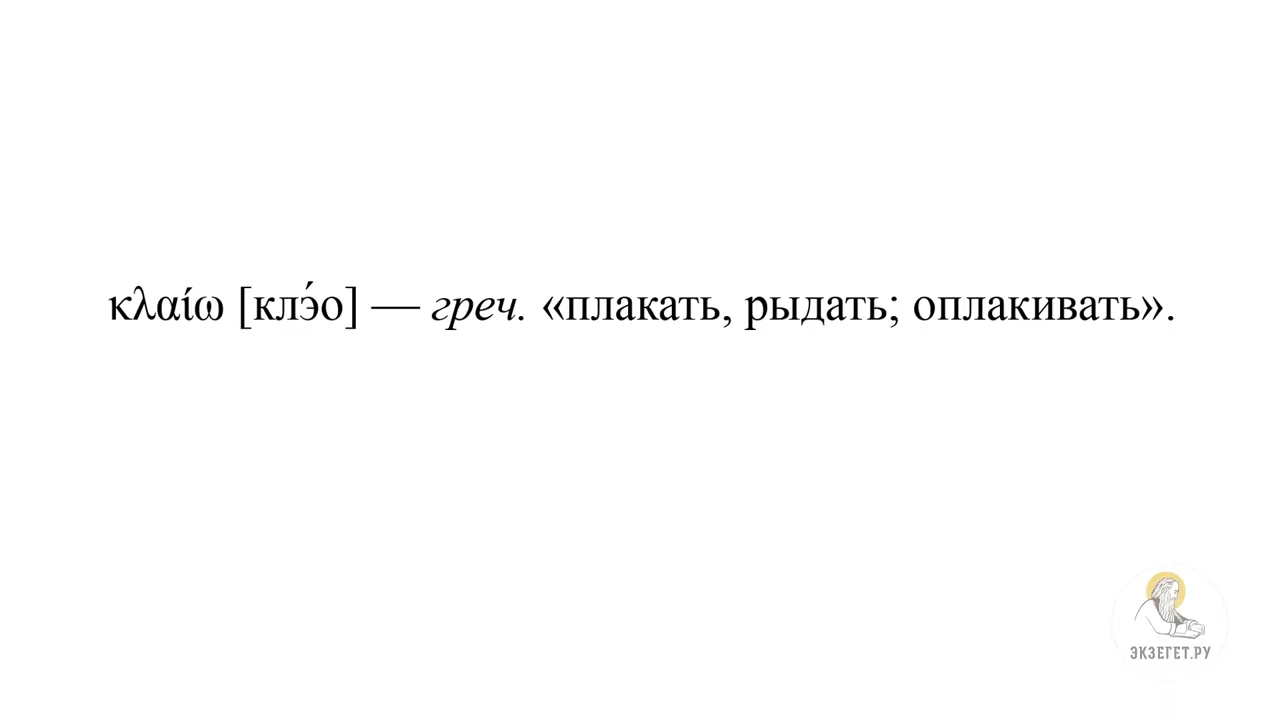 κλαίω [клэ́о] — греч. «плакать, рыдать; оплакивать».
ЭКЗЕГЕТ.РУ